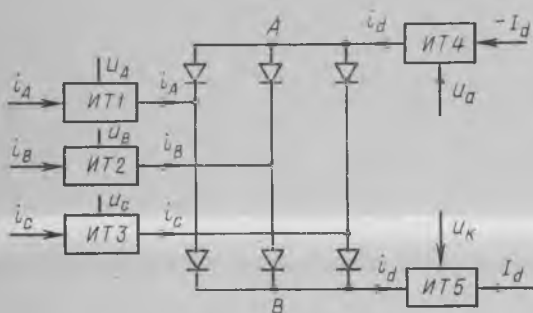 A
i_d
ИТ4
-I_d
u_A
i_A
ИТ1
i_A
u_a
u_B
i_B
ИТ2
i_B
u_C
i_C
ИТ3
i_C
u_K
i_d
ИТ5
I_d
B